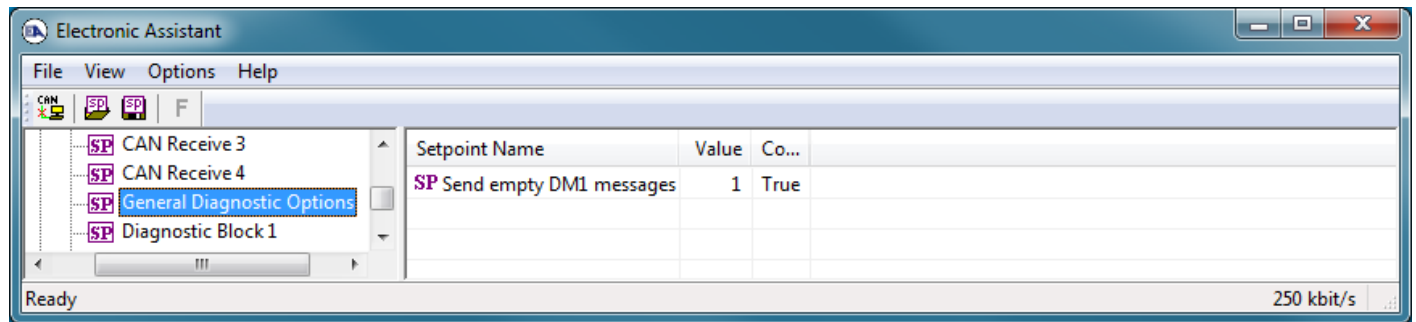 Electronic Assistant
File View Options Help
CAN SP SP F
SP CAN Receive 3
SP CAN Receive 4
SP General Diagnostic Options
SP Diagnostic Block 1
Setpoint Name Value Co...
SP Send empty DM1 messages 1 True
Ready 250 kbit/s